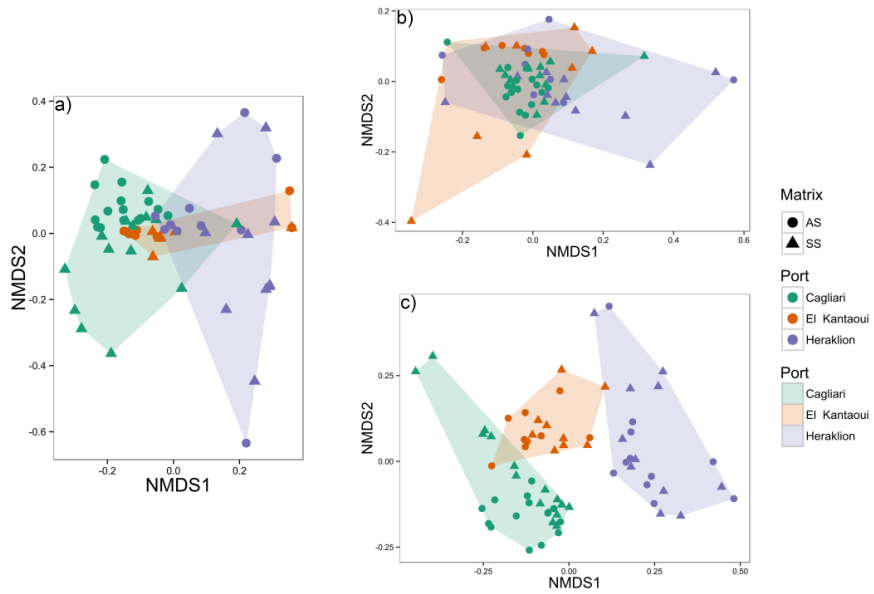 a)
NMDS2
0.4
0.2
0.0
-0.2
-0.4
-0.6
-0.2 0.0 0.2
NMDS1
b)
NMDS2
0.2
0.0
-0.2
-0.4
-0.2 0.0 0.2 0.4 0.6
NMDS1
c)
NMDS2
0.25
0.00
-0.25
-0.25 0.00 0.25 0.50
NMDS1
Matrix
AS
SS
Port
Cagliari
El Kantaoui
Heraklion
Port
Cagliari
El Kantaoui
Heraklion